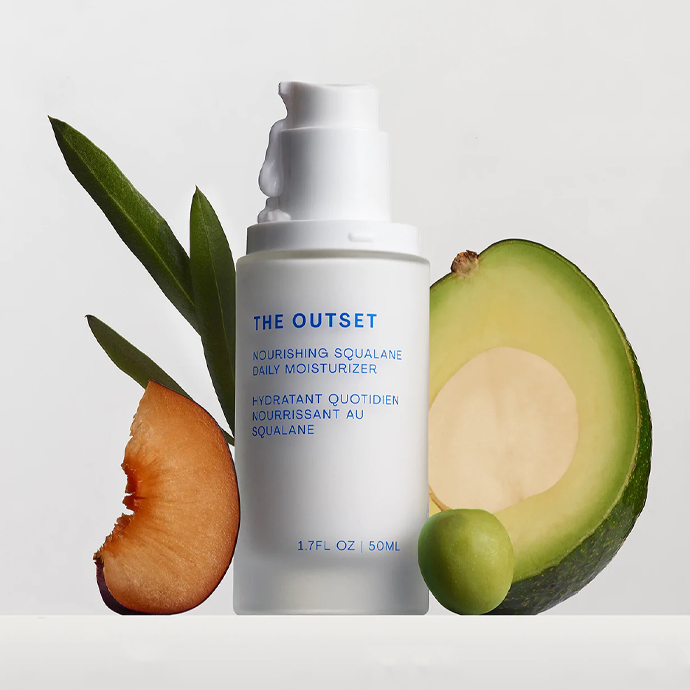 THE OUTSET
NOURISHING SQUALANE
DAILY MOISTURIZER
HYDRATANT QUOTIDIEN
NOURRISSANT AU
SQUALANE
1.7FL OZ | 50ML